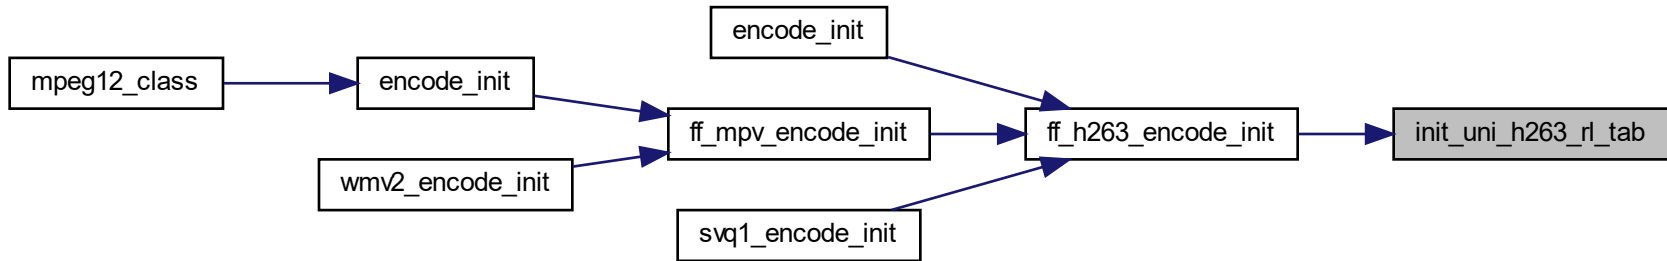 encode_init
mpeg12_class
encode_init
ff_mpv_encode_init
ff_h263_encode_init
init_uni_h263_rl_tab
wmv2_encode_init
svq1_encode_init